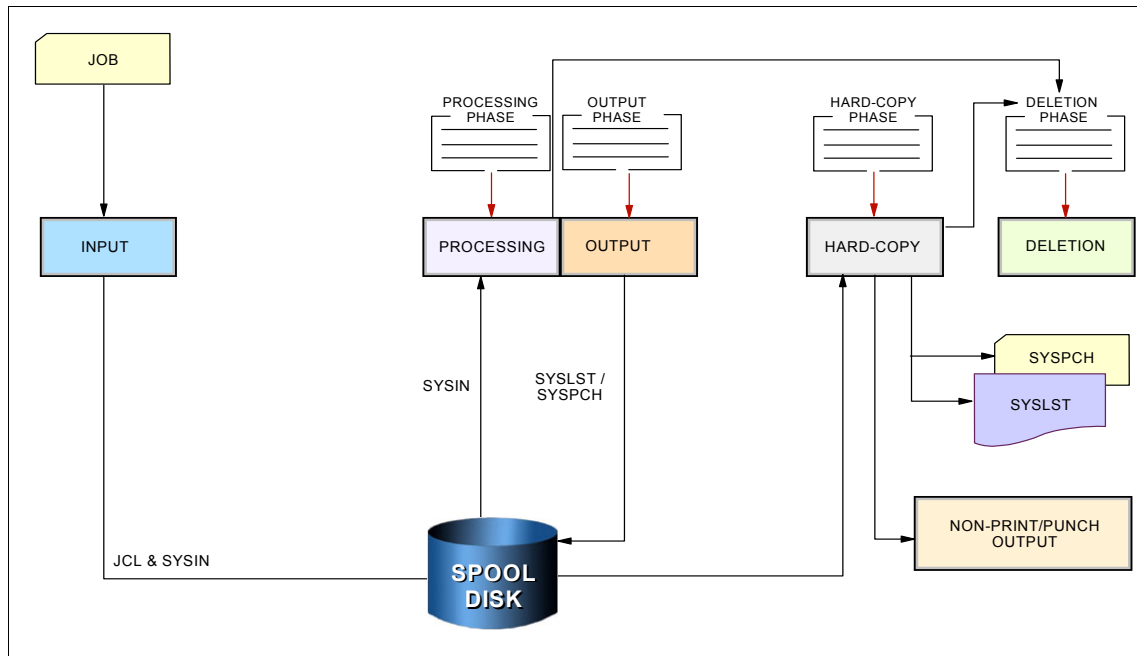 JOB
PROCESSING
PHASE
OUTPUT
PHASE
HARD-COPY
PHASE
DELETION
PHASE
INPUT
PROCESSING
OUTPUT
HARD-COPY
DELETION
SYSIN
SYSLST /
SYSPCH
SYSPCH
SYSLST
NON-PRINT/PUNCH
OUTPUT
JCL & SYSIN
SPOOL
DISK